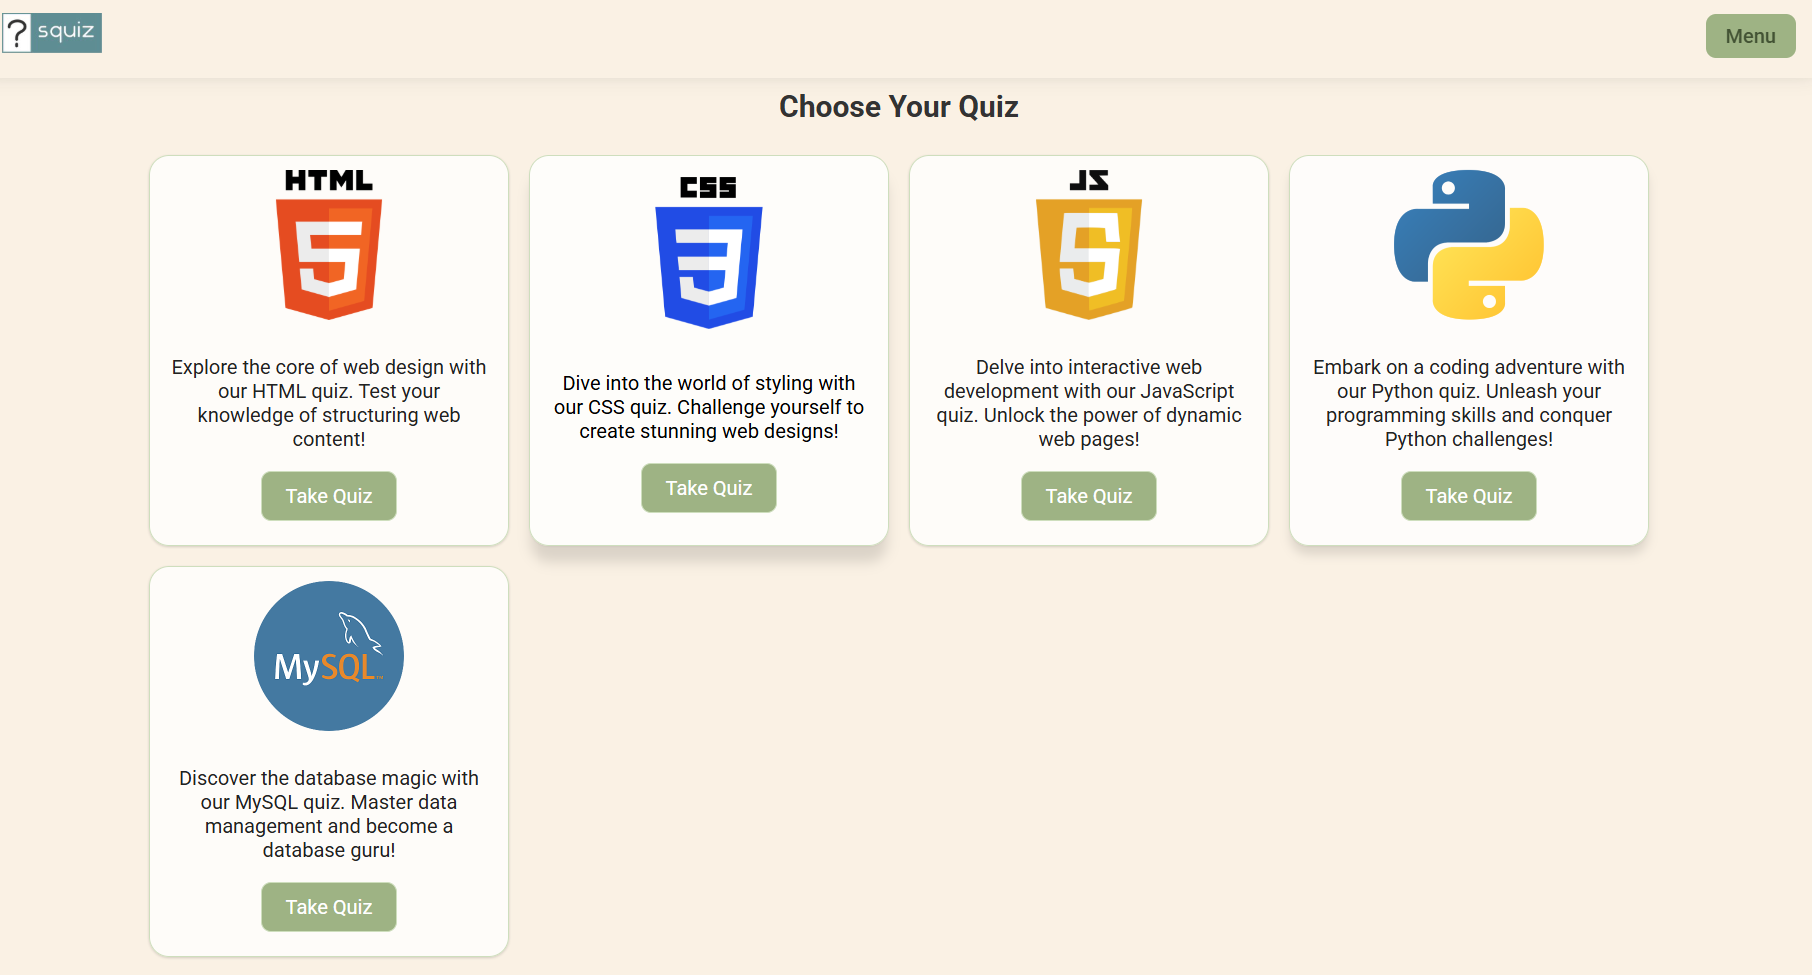 ? squiz
Menu
Choose Your Quiz
HTML
5
Explore the core of web design with
our HTML quiz. Test your
knowledge of structuring web
content!
Take Quiz
CSS
3
Dive into the world of styling with
our CSS quiz. Challenge yourself to
create stunning web designs!
Take Quiz
JS
5
Delve into interactive web
development with our JavaScript
quiz. Unlock the power of dynamic
web pages!
Take Quiz
Embark on a coding adventure with
our Python quiz. Unleash your
programming skills and conquer
Python challenges!
Take Quiz
MySQL™
Discover the database magic with
our MySQL quiz. Master data
management and become a
database guru!
Take Quiz